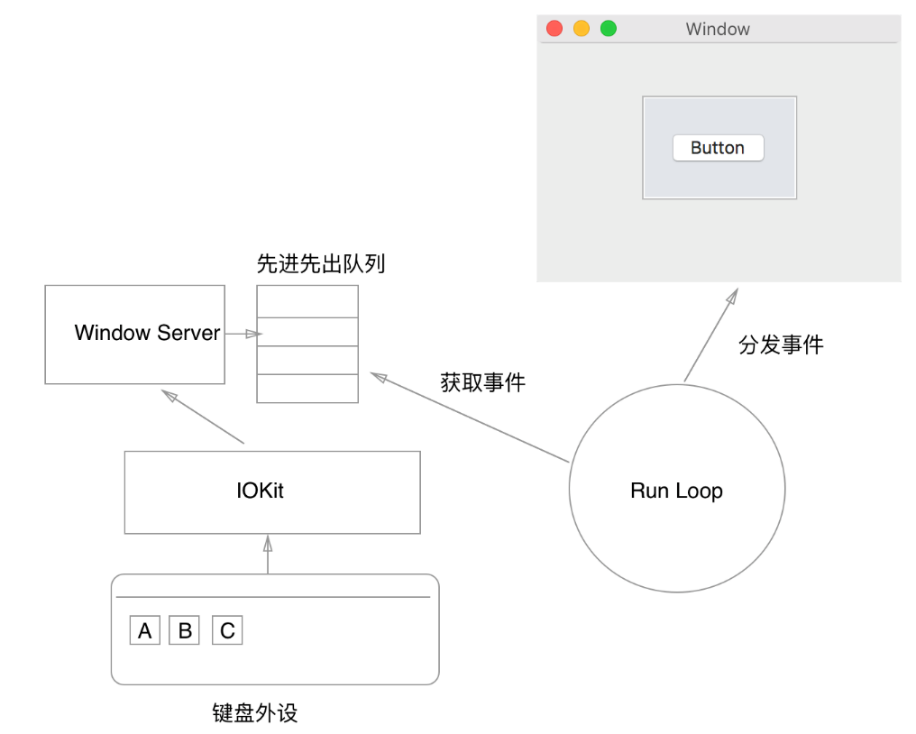 Window
Button
先进先出队列
Window Server
分发事件
获取事件
IOKit
Run Loop
A B C
键盘外设